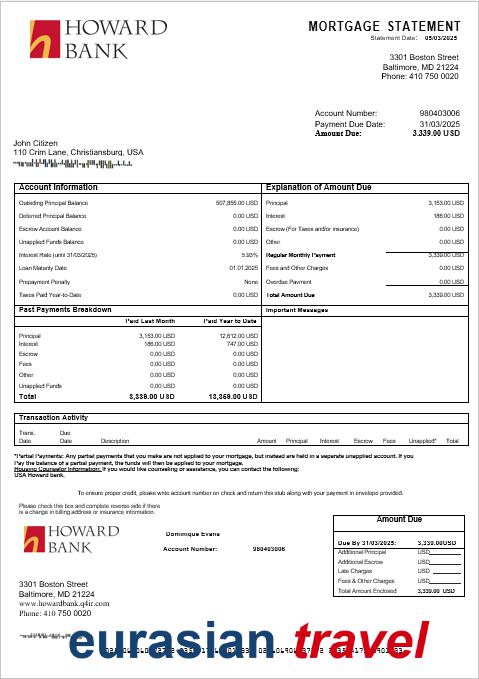 HOWARD
BANK
MORTGAGE STATEMENT
Statement Date: 05/03/2025
3301 Boston Street
Baltimore, MD 21224
Phone: 410 750 0020
Account Number: 980403006
Payment Due Date: 31/03/2025
Amount Due: 3,339.00 USD
John Citizen
110 Crim Lane, Christiansburg, USA
Account Information
Outsiding Principal Balance 507,855.00 USD
Deferred Principal Balance 0.00 USD
Escrow Account Balance 0.00 USD
Unapplied Funds Balance 0.00 USD
Interest Rate (until 31/03/2025) 5.93%
Loan Maturity Date 01.01.2025
Prepayment Penalty None
Taxes Paid Year-to-Date 0.00 USD
Explanation of Amount Due
Principal 3,153.00 USD
Interest 186.00 USD
Escrow (For Taxes and/or insurance) 0.00 USD
Other 0.00 USD
Regular Monthly Payment 3,339.00 USD
Fees and Other Charges 0.00 USD
Overdue Payment 0.00 USD
Total Amount Due 3,339.00 USD
Past Payments Breakdown
Paid Last Month Paid Year to Date
Principal 3,153.00 USD 12,612.00 USD
Interest 186.00 USD 747.00 USD
Escrow 0.00 USD 0.00 USD
Fees 0.00 USD 0.00 USD
Other 0.00 USD 0.00 USD
Unapplied Funds 0.00 USD 0.00 USD
Total 3,339.00 USD 13,359.00 USD
Important Messages
Transaction Activity
Trans. Due
Date Date Description Amount Principal Interest Escrow Fees Unapplied* Total
*Partial Payments: Any partial payments that you make are not applied to your mortgage, but instead are held in a separate unapplied account. If you
Pay the balance of a partial payment, the funds will then be applied to your mortgage.
Housing Counselor Information: If you would like counseling or assistance, you can contact the following:
USA Howard bank.
To ensure proper credit, please write account number on check and return this stub along with your payment in envelope provided.
Please check this box and complete reverse side if there
is a change in billing address or insurance information.
HOWARD
BANK
Dominique Evans
Account Number: 980403006
Amount Due
Due By 31/03/2025: 3,339.00USD
Additional Principal USD
Additional Escrow USD
Late Charges USD
Fees & Other Charges USD
Total Amount Enclosed 3,339.00 USD
3301 Boston Street
Baltimore, MD 21224
www.howardbank.q4ir.com
Phone: 410 750 0020
eurasian travel